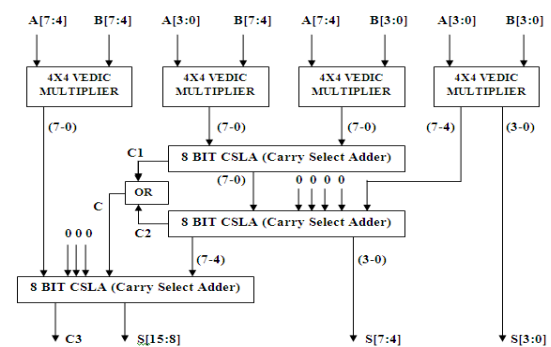 A[7:4] B[7:4] A[3:0] B[7:4] A[7:4] B[3:0] A[3:0] B[3:0]
4X4 VEDIC MULTIPLIER
4X4 VEDIC MULTIPLIER
4X4 VEDIC MULTIPLIER
4X4 VEDIC MULTIPLIER
(7-0) (7-0) (7-0) (7-4) (3-0)
C1
8 BIT CSLA (Carry Select Adder)
(7-0) 0 0 0 0
OR
C
C2
8 BIT CSLA (Carry Select Adder)
0 0 0
(7-4) (3-0)
8 BIT CSLA (Carry Select Adder)
C3 S[15:8] S[7:4] S[3:0]